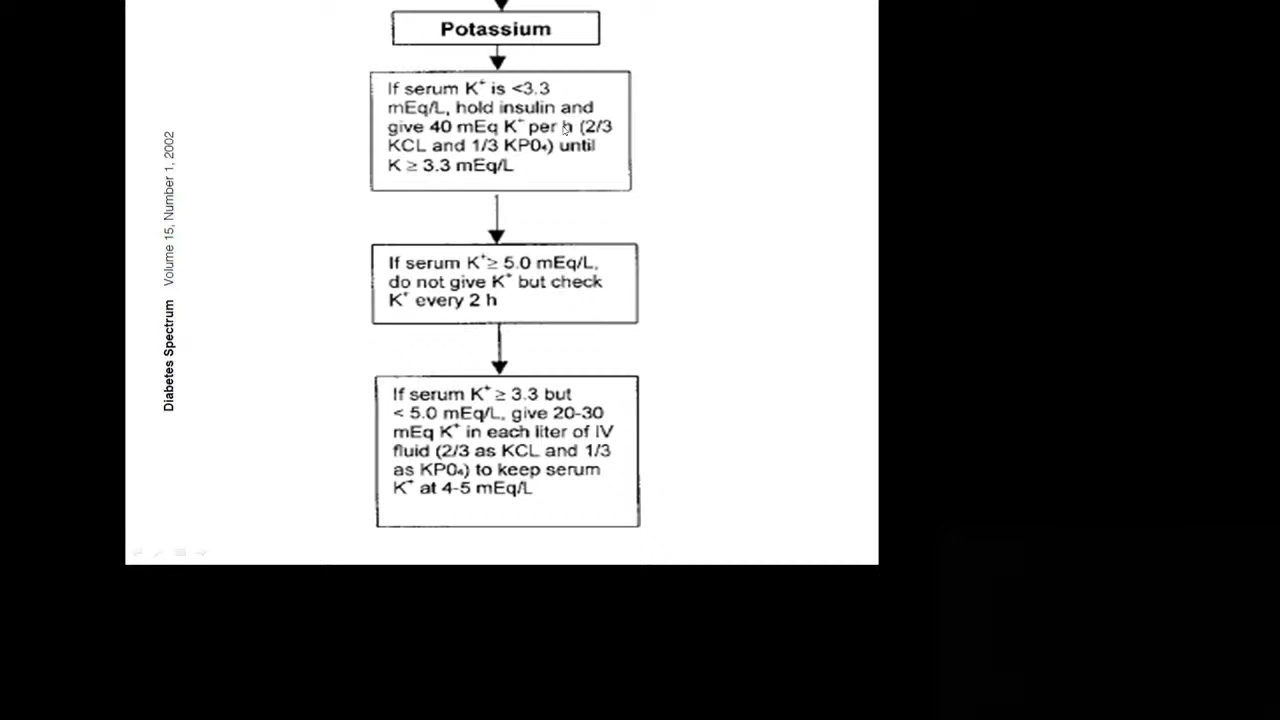 Potassium
If serum K⁺ is <3.3
mEq/L, hold insulin and
give 40 mEq K⁺ per h (2/3
KCL and 1/3 KP0₄) until
K ≥ 3.3 mEq/L
If serum K⁺≥ 5.0 mEq/L,
do not give K⁺ but check
K⁺ every 2 h
If serum K⁺ ≥ 3.3 but
< 5.0 mEq/L, give 20-30
mEq K⁺ in each liter of IV
fluid (2/3 as KCL and 1/3
as KP0₄) to keep serum
K⁺ at 4-5 mEq/L
Diabetes Spectrum Volume 15, Number 1, 2002